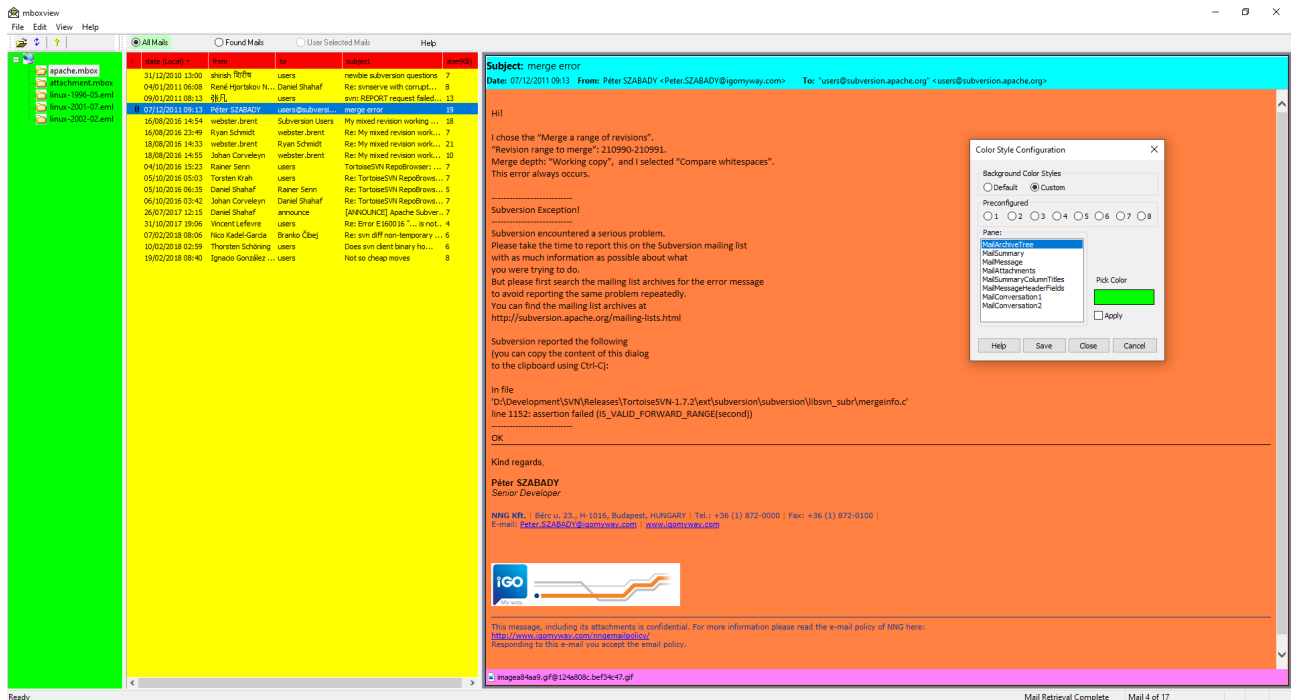 mboxview
File Edit View Help
All Mails Found Mails User Selected Mails Help
apache.mbox
attachment.mbox
linux-1996-05.eml
linux-2001-07.eml
linux-2002-02.eml
! date (Local) from to subject size(KB)
31/12/2010 13:00 shirish शिरीष users newbie subversion questions 7
04/01/2011 06:08 René Hjortskov N... Daniel Shahaf Re: svnserve with corrupt... 8
09/01/2011 08:13 张凡 users svn: REPORT request failed... 13
07/12/2011 09:13 Péter SZABADY users@subversi... merge error 19
16/08/2016 14:54 webster.brent Subversion Users My mixed revision working ... 18
16/08/2016 23:49 Ryan Schmidt webster.brent Re: My mixed revision work... 7
18/08/2016 14:33 webster.brent Ryan Schmidt Re: My mixed revision work... 21
18/08/2016 14:55 Johan Corveleyn webster.brent Re: My mixed revision work... 10
04/10/2016 15:23 Rainer Senn users TortoiseSVN RepoBrowser: ... 7
05/10/2016 05:03 Torsten Krah users Re: TortoiseSVN RepoBrows... 7
05/10/2016 06:35 Daniel Shahaf Rainer Senn Re: TortoiseSVN RepoBrows... 5
06/10/2016 03:42 Johan Corveleyn Daniel Shahaf Re: TortoiseSVN RepoBrows... 7
26/07/2017 12:15 Daniel Shahaf announce [ANNOUNCE] Apache Subver... 7
31/10/2017 19:06 Vincent Lefevre users Re: Error E160016 "... is not... 4
07/02/2018 08:06 Nico Kadel-Garcia Branko Čibej Re: svn diff non-temporary ... 6
10/02/2018 02:59 Thorsten Schöning users Does svn client binary ho... 6
19/02/2018 08:40 Ignacio González ... users Not so cheap moves 8
Subject: merge error
Date: 07/12/2011 09:13 From: Péter SZABADY <Peter.SZABADY@igomyway.com> To: "users@subversion.apache.org" <users@subversion.apache.org>
Hi!
I chose the “Merge a range of revisions”.
“Revision range to merge”: 210990-210991.
Merge depth: “Working copy”, and I selected “Compare whitespaces”.
This error always occurs.
---------------------------
Subversion Exception!
---------------------------
Subversion encountered a serious problem.
Please take the time to report this on the Subversion mailing list
with as much information as possible about what
you were trying to do.
But please first search the mailing list archives for the error message
to avoid reporting the same problem repeatedly.
You can find the mailing list archives at
http://subversion.apache.org/mailing-lists.html
Subversion reported the following
(you can copy the content of this dialog
to the clipboard using Ctrl-C):
In file
'D:\Development\SVN\Releases\TortoiseSVN-1.7.2\ext\subversion\subversion\libsvn_subr\mergeinfo.c'
line 1152: assertion failed (IS_VALID_FORWARD_RANGE(second))
---------------------------
OK
Kind regards,
Péter SZABADY
Senior Developer
NNG Kft. | Bérc u. 23., H-1016, Budapest, HUNGARY | Tel.: +36 (1) 872-0000 | Fax: +36 (1) 872-0100 |
E-mail: Peter.SZABADY@igomyway.com | www.igomyway.com
iGO
My way.
This message, including its attachments is confidential. For more information please read the e-mail policy of NNG here:
http://www.igomyway.com/nngemailpolicy/
Responding to this e-mail you accept the email policy.
imagea84aa9.gif@124a808c.bef34c47.gif
Color Style Configuration
Background Color Styles
Default Custom
Preconfigured
1 2 3 4 5 6 7 8
Pane:
MailArchiveTree
MailSummary
MailMessage
MailAttachments
MailSummaryColumnTitles
MailMessageHeaderFields
MailConversation1
MailConversation2
Pick Color
Apply
Help Save Close Cancel
Ready Mail Retrieval Complete Mail 4 of 17